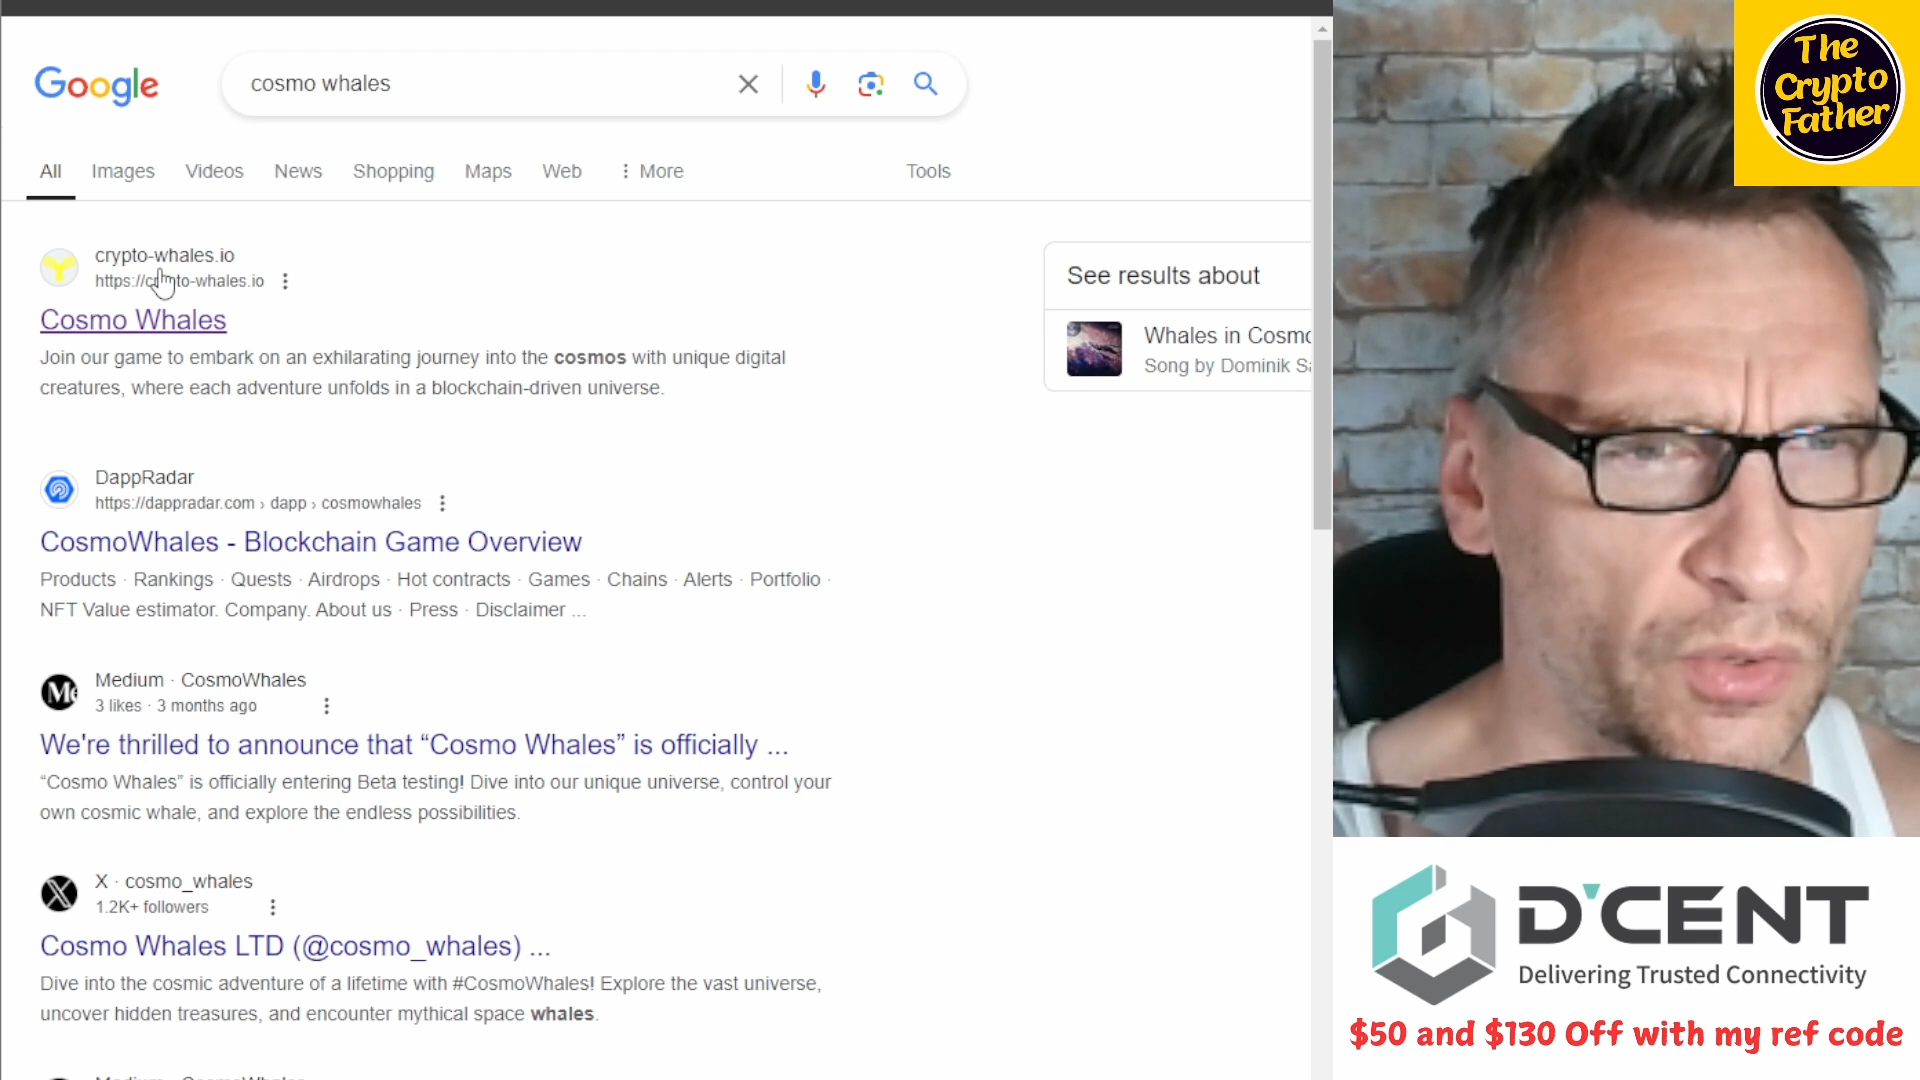 Google
cosmo whales
All
Images
Videos
News
Shopping
Maps
Web
More
Tools
crypto-whales.io
Cosmo Whales
Join our game to embark on an exhilarating journey into the cosmos with unique digital
creatures, where each adventure unfolds in a blockchain-driven universe.
DappRadar
https://dappradar.com › dapp › cosmowhales
CosmoWhales - Blockchain Game Overview
Products · Rankings · Quests · Airdrops · Hot contracts · Games · Chains · Alerts · Portfolio ·
NFT Value estimator. Company. About us · Press · Disclaimer ...
Medium · CosmoWhales
3 likes · 3 months ago
We're thrilled to announce that “Cosmo Whales” is officially ...
“Cosmo Whales” is officially entering Beta testing! Dive into our unique universe, control your
own cosmic whale, and explore the endless possibilities.
X · cosmo_whales
1.2K+ followers
Cosmo Whales LTD (@cosmo_whales) ...
Dive into the cosmic adventure of a lifetime with #CosmoWhales! Explore the vast universe,
uncover hidden treasures, and encounter mythical space whales.
See results about
Whales in
Song by Dominik
The
Crypto
Father
D'CENT
Delivering Trusted Connectivity
$50 and $130 Off with my ref code